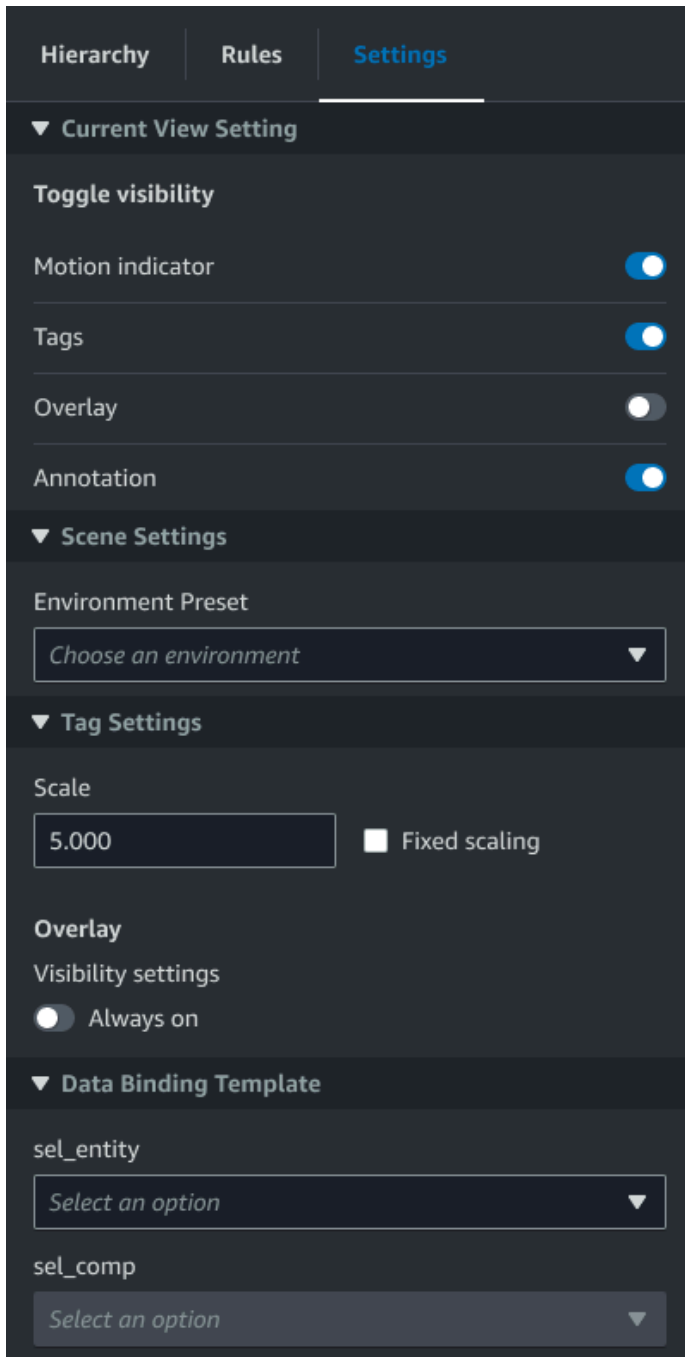 Hierarchy Rules Settings
Current View Setting
Toggle visibility
Motion indicator
Tags
Overlay
Annotation
Scene Settings
Environment Preset
Choose an environment
Tag Settings
Scale
5.000 Fixed scaling
Overlay
Visibility settings
Always on
Data Binding Template
sel_entity
Select an option
sel_comp
Select an option